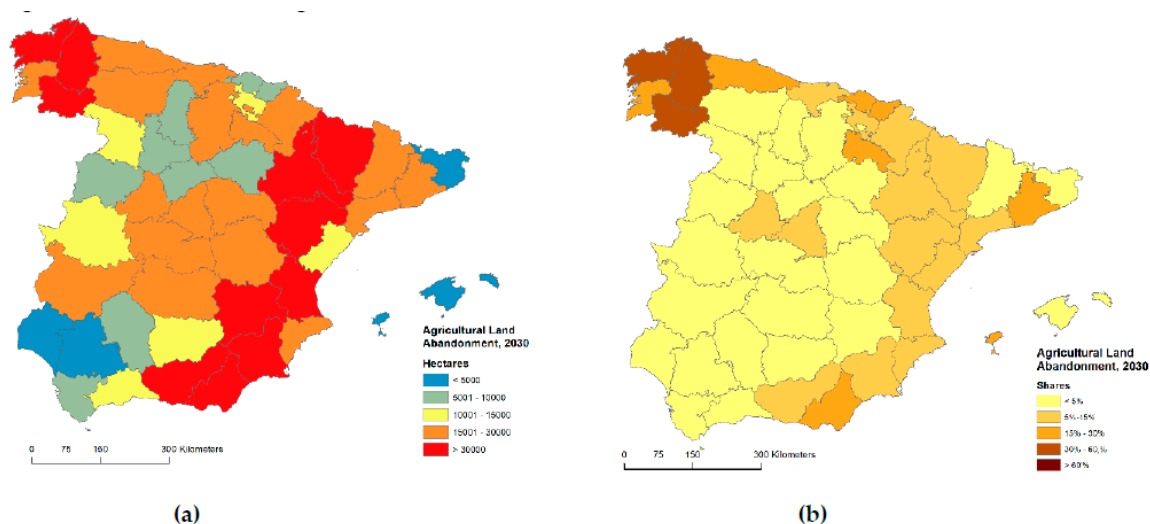 Agricultural Land
Abandonment, 2030
Hectares
< 5000
5001 - 10000
10001 - 15000
15001 - 30000
> 30000
0 75 150 300 Kilometers
(a)
Agricultural Land
Abandonment, 2030
Shares
< 5%
5%-15%
15% - 30%
30% - 60,%
> 60%
0 75 150 300 Kilometers
(b)